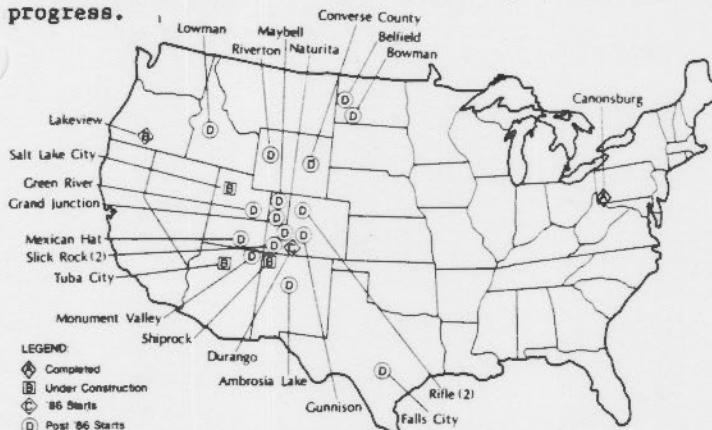 progress.
Lowman
Maybell
Converse County
Riverton
Naturita
Belfield
Bowman
Canonsburg
Lakeview
Salt Lake City
Green River
Grand Junction
Mexican Hat
Slick Rock (2)
Tuba City
Monument Valley
Shiprock
Durango
Ambrosia Lake
Gunnison
Rifle (2)
Falls City
D
D
D
D
D
B
D
D
D
D
D
D
D
D
C
D
B
D
B
D
D
A
LEGEND:
A Completed
B Under Construction
C '86 Starts
D Post '86 Starts